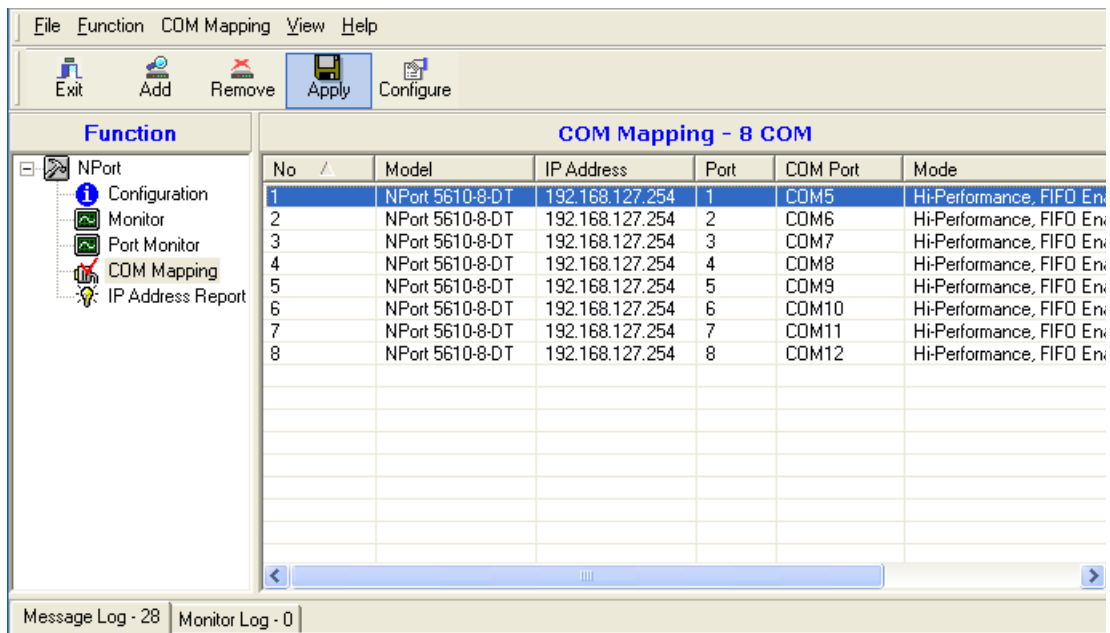 File Function COM Mapping View Help
Exit Add Remove Apply Configure
Function
COM Mapping - 8 COM
NPort
Configuration
Monitor
Port Monitor
COM Mapping
IP Address Report
No Model IP Address Port COM Port Mode
1 NPort 5610-8-DT 192.168.127.254 1 COM5 Hi-Performance, FIFO Ena
2 NPort 5610-8-DT 192.168.127.254 2 COM6 Hi-Performance, FIFO Ena
3 NPort 5610-8-DT 192.168.127.254 3 COM7 Hi-Performance, FIFO Ena
4 NPort 5610-8-DT 192.168.127.254 4 COM8 Hi-Performance, FIFO Ena
5 NPort 5610-8-DT 192.168.127.254 5 COM9 Hi-Performance, FIFO Ena
6 NPort 5610-8-DT 192.168.127.254 6 COM10 Hi-Performance, FIFO Ena
7 NPort 5610-8-DT 192.168.127.254 7 COM11 Hi-Performance, FIFO Ena
8 NPort 5610-8-DT 192.168.127.254 8 COM12 Hi-Performance, FIFO Ena
Message Log - 28 Monitor Log - 0